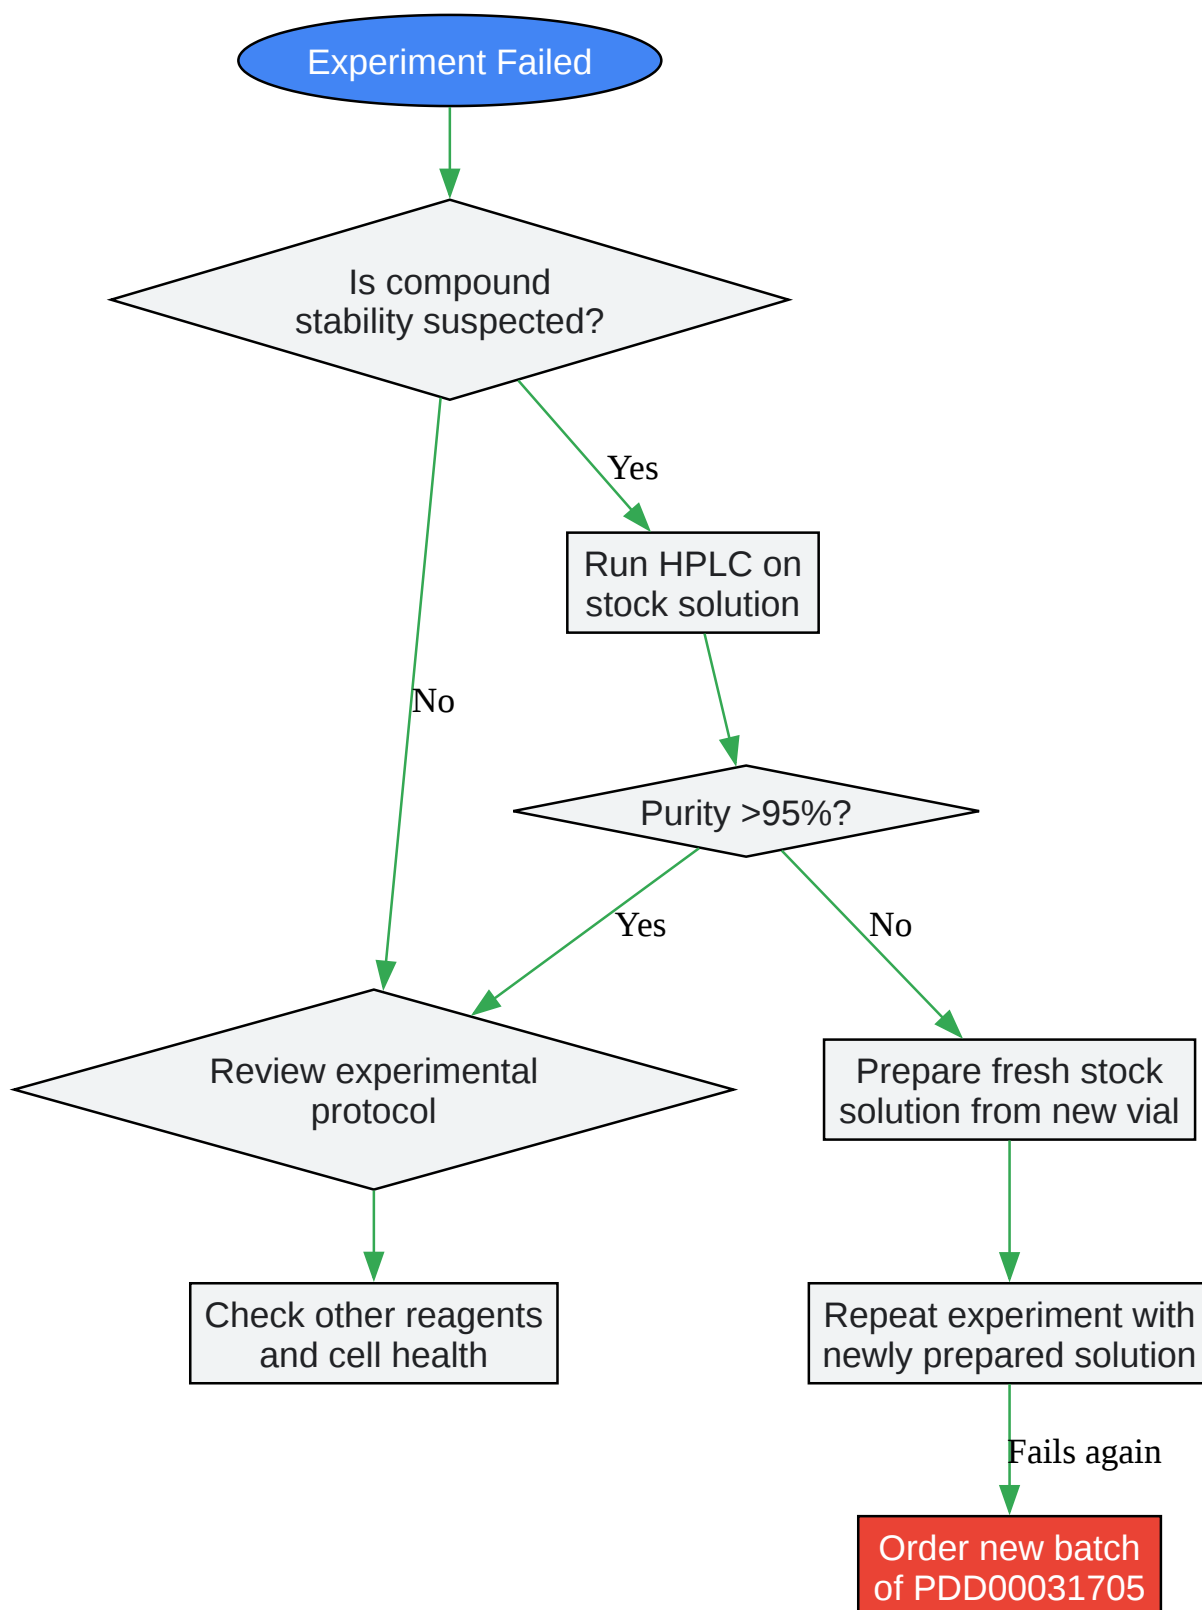 Experiment Failed
Is compound
stability suspected?
Yes
Run HPLC on
stock solution
No
Purity >95%?
Yes
No
Review experimental
protocol
Prepare fresh stock
solution from new vial
Check other reagents
and cell health
Repeat experiment with
newly prepared solution
Fails again
Order new batch
of PDD00031705